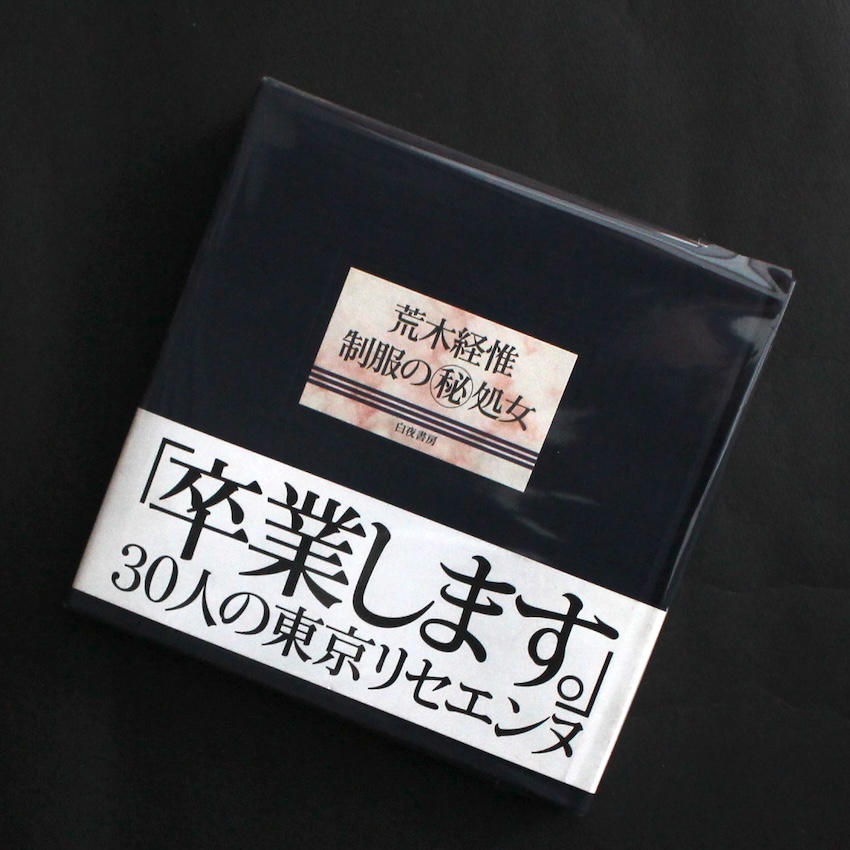 荒木経惟
制服の㊙処女
白夜書房
「卒業します。」
30人の東京リセエンヌ